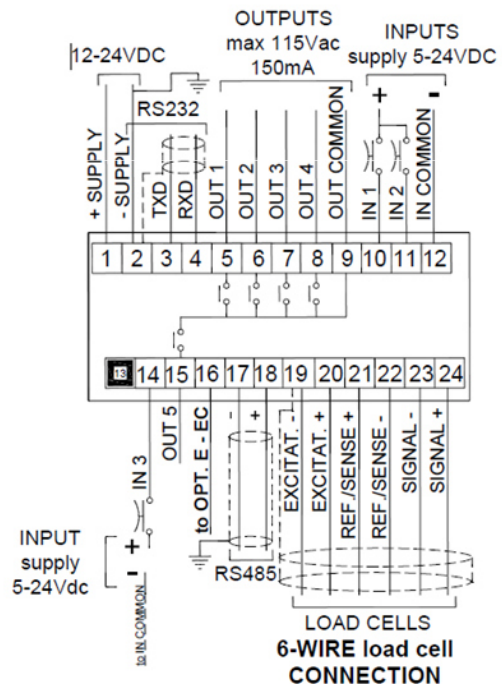 OUTPUTS
max 115Vac
150mA
INPUTS
supply 5-24VDC
12-24VDC
RS232
+ -
+ SUPPLY
- SUPPLY
TXD
RXD
OUT 1
OUT 2
OUT 3
OUT 4
OUT COMMON
IN 1
IN 2
IN COMMON
1 2 3 4 5 6 7 8 9 10 11 12
13 14 15 16 17 18 19 20 21 22 23 24
IN 3
OUT 5
to OPT. E - EC
- +
EXCITAT. -
EXCITAT. +
REF./SENSE +
REF./SENSE -
SIGNAL -
SIGNAL +
INPUT
supply
5-24Vdc
+
-
to IN COMMON
RS485
LOAD CELLS
6-WIRE load cell
CONNECTION